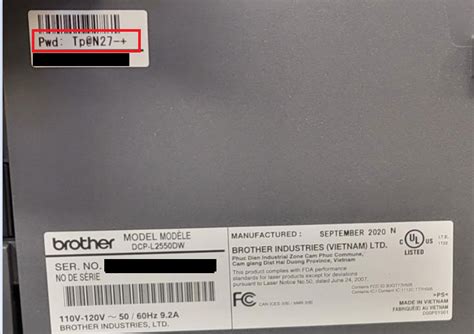 Pwd: Tp@N27-+
brother
MODEL MODÈLE
DCP-L2550DW
SER. NO.
NO DE SERIE
110V-120V ~ 50 / 60Hz 9.2A
BROTHER INDUSTRIES, LTD.
MANUFACTURED: SEPTEMBER 2020 N
BROTHER INDUSTRIES (VIETNAM) LTD.
Phuc Dien Industrial Zone Cam Phuc Commune,
Cam giang Dist Hai Duong Province, Vietnam
This product complies with FDA performance
standards for laser products except for deviations
pursuant to Laser Notice No.50, dated June 24, 2007.
FC
C UL US
LISTED
MADE IN VIETNAM
FABRIQUÉ AU VIETNAM